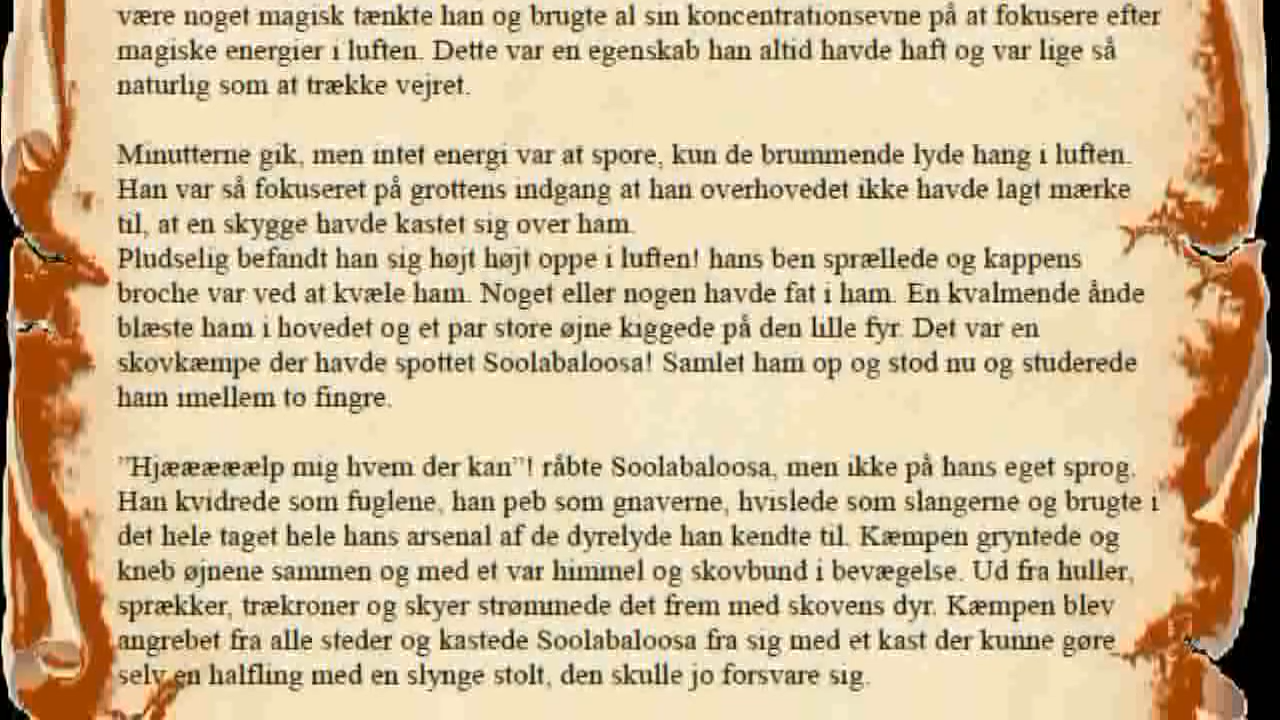 være noget magisk tænkte han og brugte al sin koncentrationsevne på at fokusere efter
magiske energier i luften. Dette var en egenskab han altid havde haft og var lige så
naturlig som at trække vejret.
Minutterne gik, men intet energi var at spore, kun de brummende lyde hang i luften.
Han var så fokuseret på grottens indgang at han overhovedet ikke havde lagt mærke
til, at en skygge havde kastet sig over ham.
Pludselig befandt han sig højt højt oppe i luften! hans ben sprællede og kappens
broche var ved at kvæle ham. Noget eller nogen havde fat i ham. En kvalmende ånde
blæste ham i hovedet og et par store øjne kiggede på den lille fyr. Det var en
skovkæmpe der havde spottet Soolabaloosa! Samlet ham op og stod nu og studerede
ham imellem to fingre.
”Hjææææælp mig hvem der kan”! råbte Soolabaloosa, men ikke på hans eget sprog.
Han kvidrede som fuglene, han peb som gnaverne, hvislede som slangerne og brugte i
det hele taget hele hans arsenal af de dyrelyde han kendte til. Kæmpen gryntede og
kneb øjnene sammen og med et var himmel og skovbund i bevægelse. Ud fra huller,
sprækker, trækroner og skyer strømmede det frem med skovens dyr. Kæmpen blev
angrebet fra alle steder og kastede Soolabaloosa fra sig med et kast der kunne gøre
selv en halfling med en slynge stolt, den skulle jo forsvare sig.